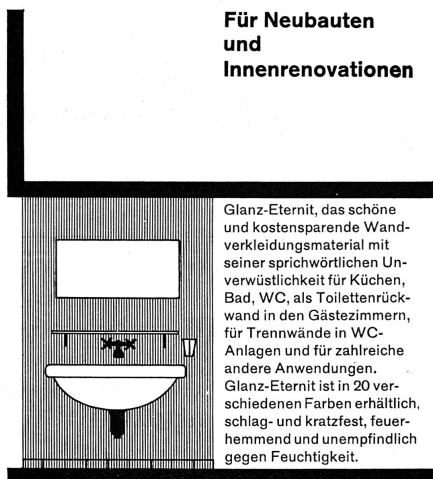 Für Neubauten
und
Innenrenovationen
Glanz-Eternit, das schöne
und kostensparende Wand-
verkleidungsmaterial mit
seiner sprichwörtlichen Un-
verwüstlichkeit für Küchen,
Bad, WC, als Toilettenrück-
wand in den Gästezimmern,
für Trennwände in WC-
Anlagen und für zahlreiche
andere Anwendungen.
Glanz-Eternit ist in 20 ver-
schiedenen Farben erhältlich,
schlag- und kratzfest, feuer-
hemmend und unempfindlich
gegen Feuchtigkeit.